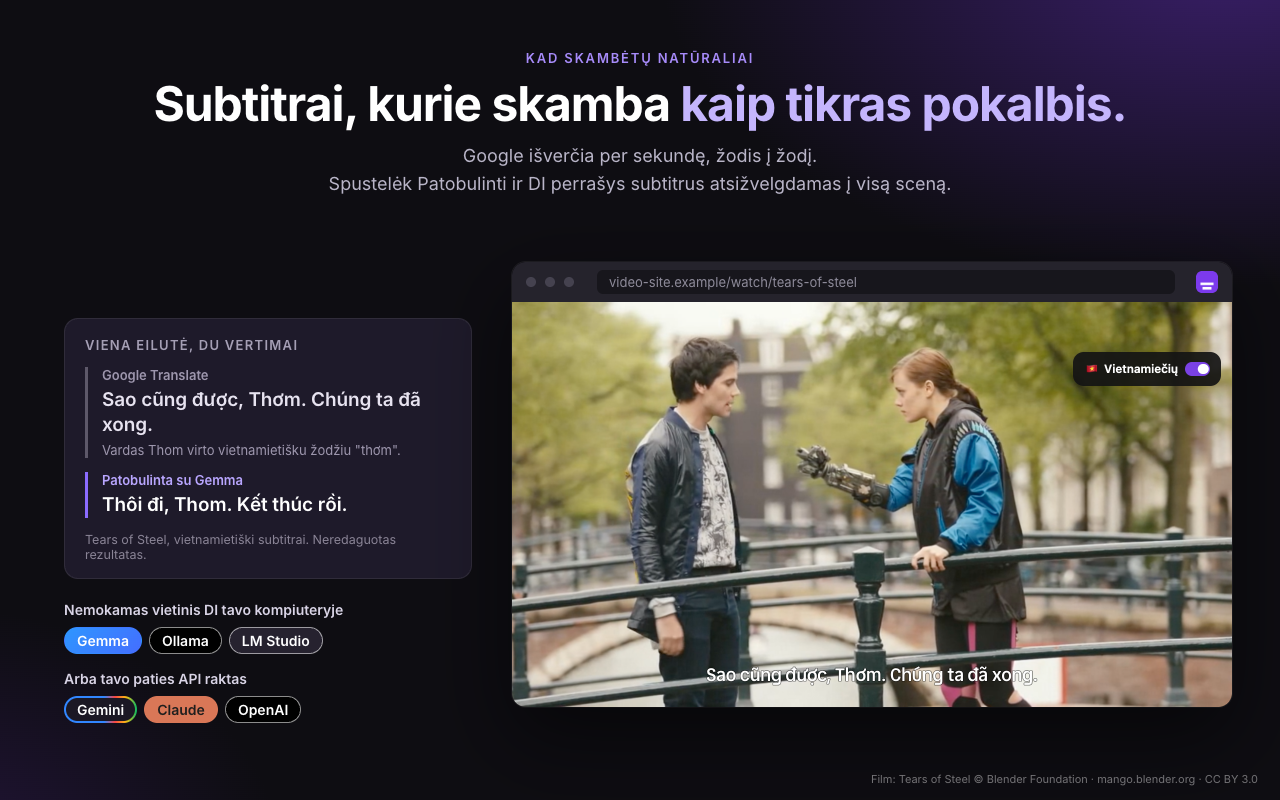 KAD SKAMBĖTŲ NATŪRALIAI
Subtitrai, kurie skamba kaip tikras pokalbis.
Google išverčia per sekundę, žodis į žodį.
Spustelėk Patobulinti ir DI perrašys subtitrus atsižvelgdamas į visą sceną.
VIENA EILUTĖ, DU VERTIMAI
Google Translate
Sao cũng được, Thơm. Chúng ta đã
xong.
Vardas Thom virto vietnamietišku žodžiu "thơm".
Patobulinta su Gemma
Thôi đi, Thom. Kết thúc rồi.
Tears of Steel, vietnamietiški subtitrai. Neredaguotas
rezultatas.
Nemokamas vietinis DI tavo kompiuteryje
Gemma Ollama LM Studio
Arba tavo paties API raktas
Gemini Claude OpenAI
video-site.example/watch/tears-of-steel
Vietnamiečių
Sao cũng được, Thơm. Chúng ta đã xong.
Film: Tears of Steel © Blender Foundation · mango.blender.org · CC BY 3.0